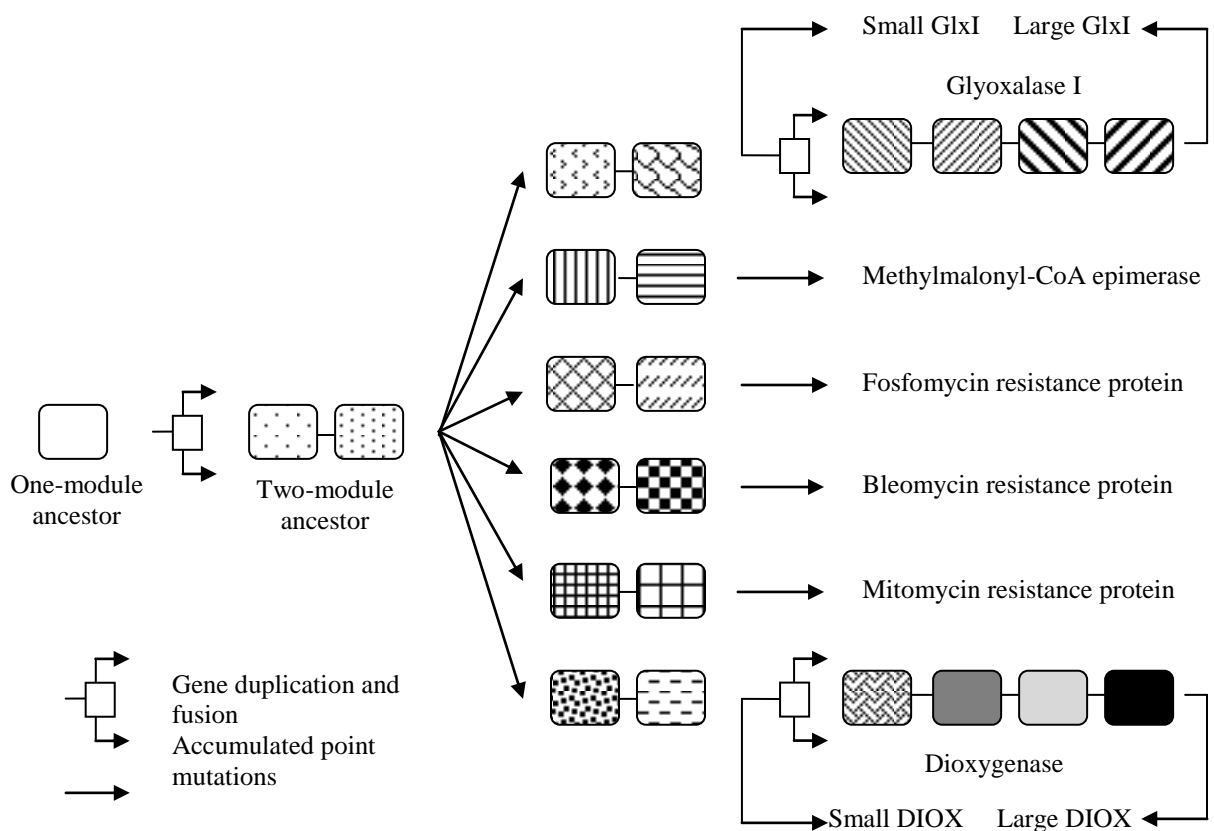 Small GlxI Large GlxI
Glyoxalase I
Methylmalonyl-CoA epimerase
Fosfomycin resistance protein
One-module
ancestor
Two-module
ancestor
Bleomycin resistance protein
Mitomycin resistance protein
Gene duplication and
fusion
Accumulated point
mutations
Dioxygenase
Small DIOX Large DIOX